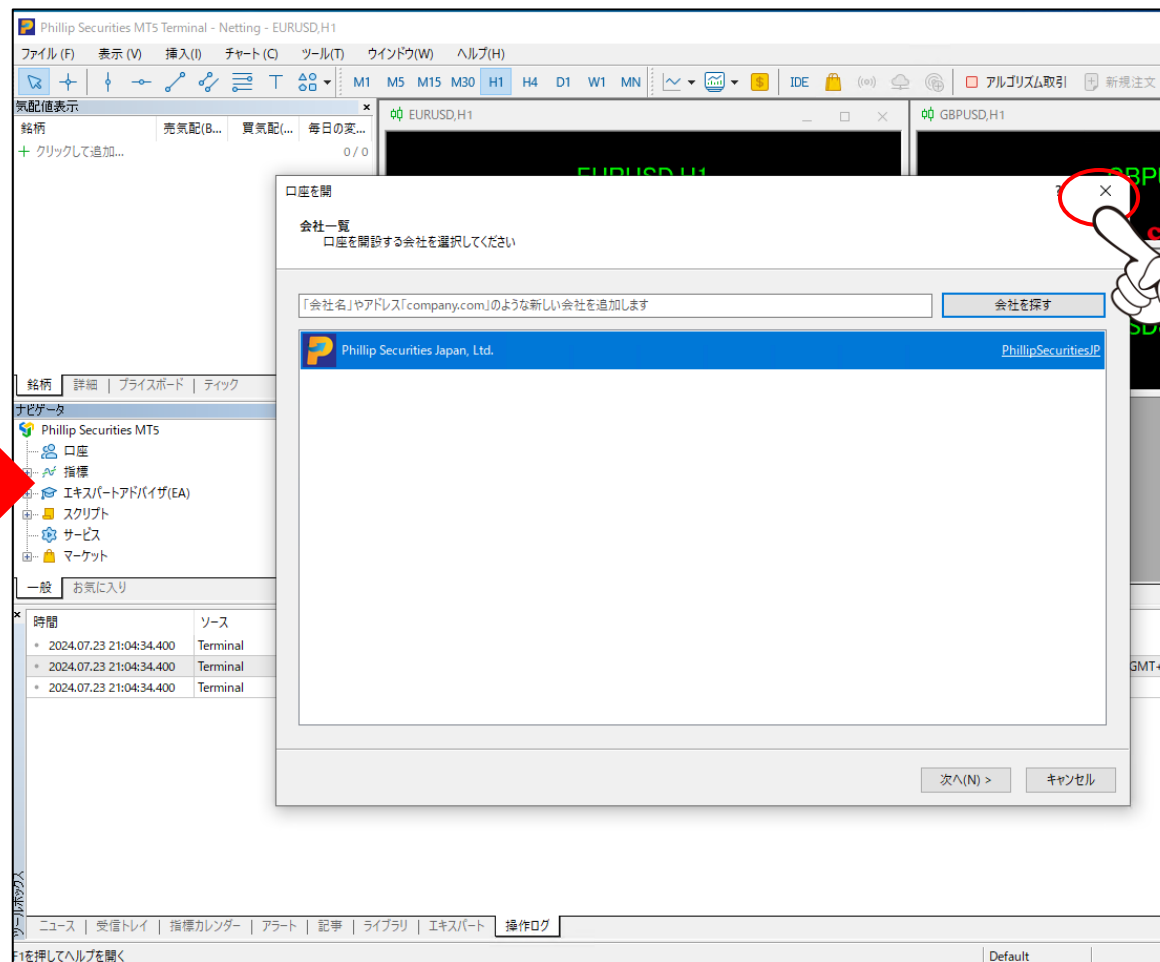 Phillip Securities MT5 Terminal - Netting - EURUSD,H1
ファイル (F) 表示 (V) 挿入(I) チャート (C) ツール(T) ウインドウ(W) ヘルプ(H)
M1 M5 M15 M30 H1 H4 D1 W1 MN IDE アルゴリズム取引 新規注文
気配値表示
銘柄 売気配(B... 買気配(... 毎日の変...
クリックして追加... 0 / 0
EURUSD,H1
GBPUSD,H1
EURUSD,H1
口座を開
会社一覧
口座を開設する会社を選択してください
「会社名」やアドレス「company.com」のような新しい会社を追加します
会社を探す
Phillip Securities Japan, Ltd. PhillipSecuritiesJP
銘柄 | 詳細 | プライスボード | ティック
ナビゲータ
Phillip Securities MT5
口座
指標
エキスパートアドバイザ(EA)
スクリプト
サービス
マーケット
一般 お気に入り
時間 ソース
2024.07.23 21:04:34.400 Terminal
2024.07.23 21:04:34.400 Terminal GMT+
2024.07.23 21:04:34.400 Terminal
次へ(N) > キャンセル
ツールボックス
ニュース | 受信トレイ | 指標カレンダー | アラート | 記事 | ライブラリ | エキスパート 操作ログ
F1を押してヘルプを開く Default